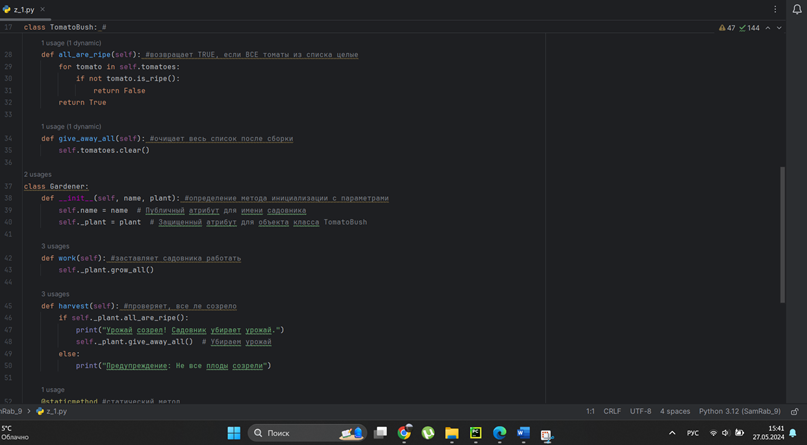 z_1.py
17 class TomatoBush: #
47 144
1 usage (1 dynamic)
28 def all_are_ripe(self): #возвращает TRUE, если ВСЕ томаты из списка целые
29 for tomato in self.tomatoes:
30 if not tomato.is_ripe():
31 return False
32 return True
33
1 usage (1 dynamic)
34 def give_away_all(self): #очищает весь список после сборки
35 self.tomatoes.clear()
36
2 usages
37 class Gardener:
38 def __init__(self, name, plant): #определение метода инициализации с параметрами
39 self.name = name # Публичный атрибут для имени садовника
40 self._plant = plant # Защищенный атрибут для объекта класса TomatoBush
41
3 usages
42 def work(self): #заставляет садовника работать
43 self._plant.grow_all()
44
3 usages
45 def harvest(self): #проверяет, все ле созрело
46 if self._plant.all_are_ripe():
47 print("Урожай созрел! Садовник убирает урожай.")
48 self._plant.give_away_all() # Убираем урожай
49 else:
50 print("Предупреждение: Не все плоды созрели")
51
1 usage
52 @staticmethod #статический метод
mRab_9 > z_1.py 1:1 CRLF UTF-8 4 spaces Python 3.12 (SamRab_9)
5°C
Облачно
Поиск
РУС
15:41
27.05.2024